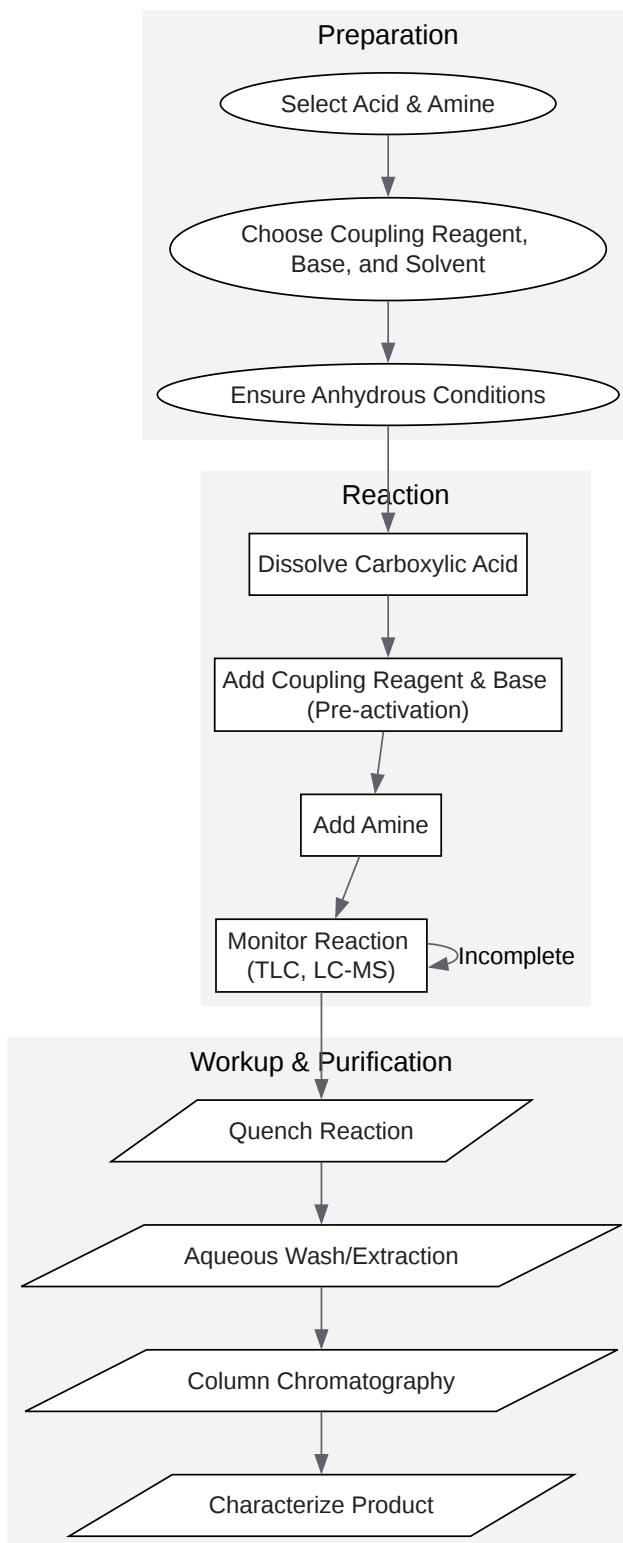 Preparation
Select Acid & Amine
Choose Coupling Reagent,
Base, and Solvent
Ensure Anhydrous Conditions
Reaction
Dissolve Carboxylic Acid
Add Coupling Reagent & Base
(Pre-activation)
Add Amine
Monitor Reaction
(TLC, LC-MS)
Incomplete
Workup & Purification
Quench Reaction
Aqueous Wash/Extraction
Column Chromatography
Characterize Product